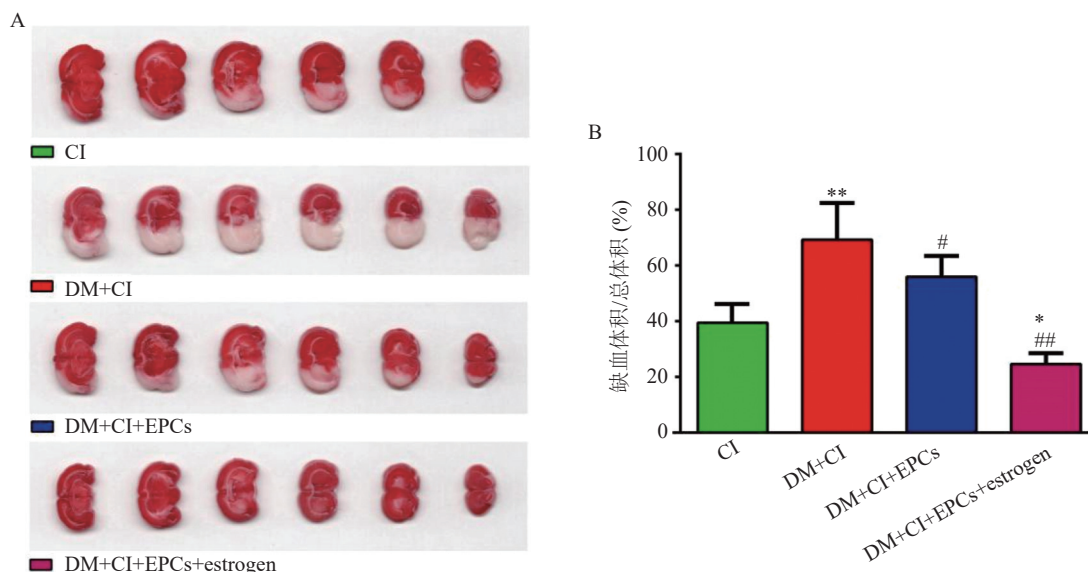 A
CI
DM+CI
DM+CI+EPCs
DM+CI+EPCs+estrogen
B
缺血体积/总体积 (%)
100
80
60
40
20
0
**
#
*
##
CI
DM+CI
DM+CI+EPCs
DM+CI+EPCs+estrogen